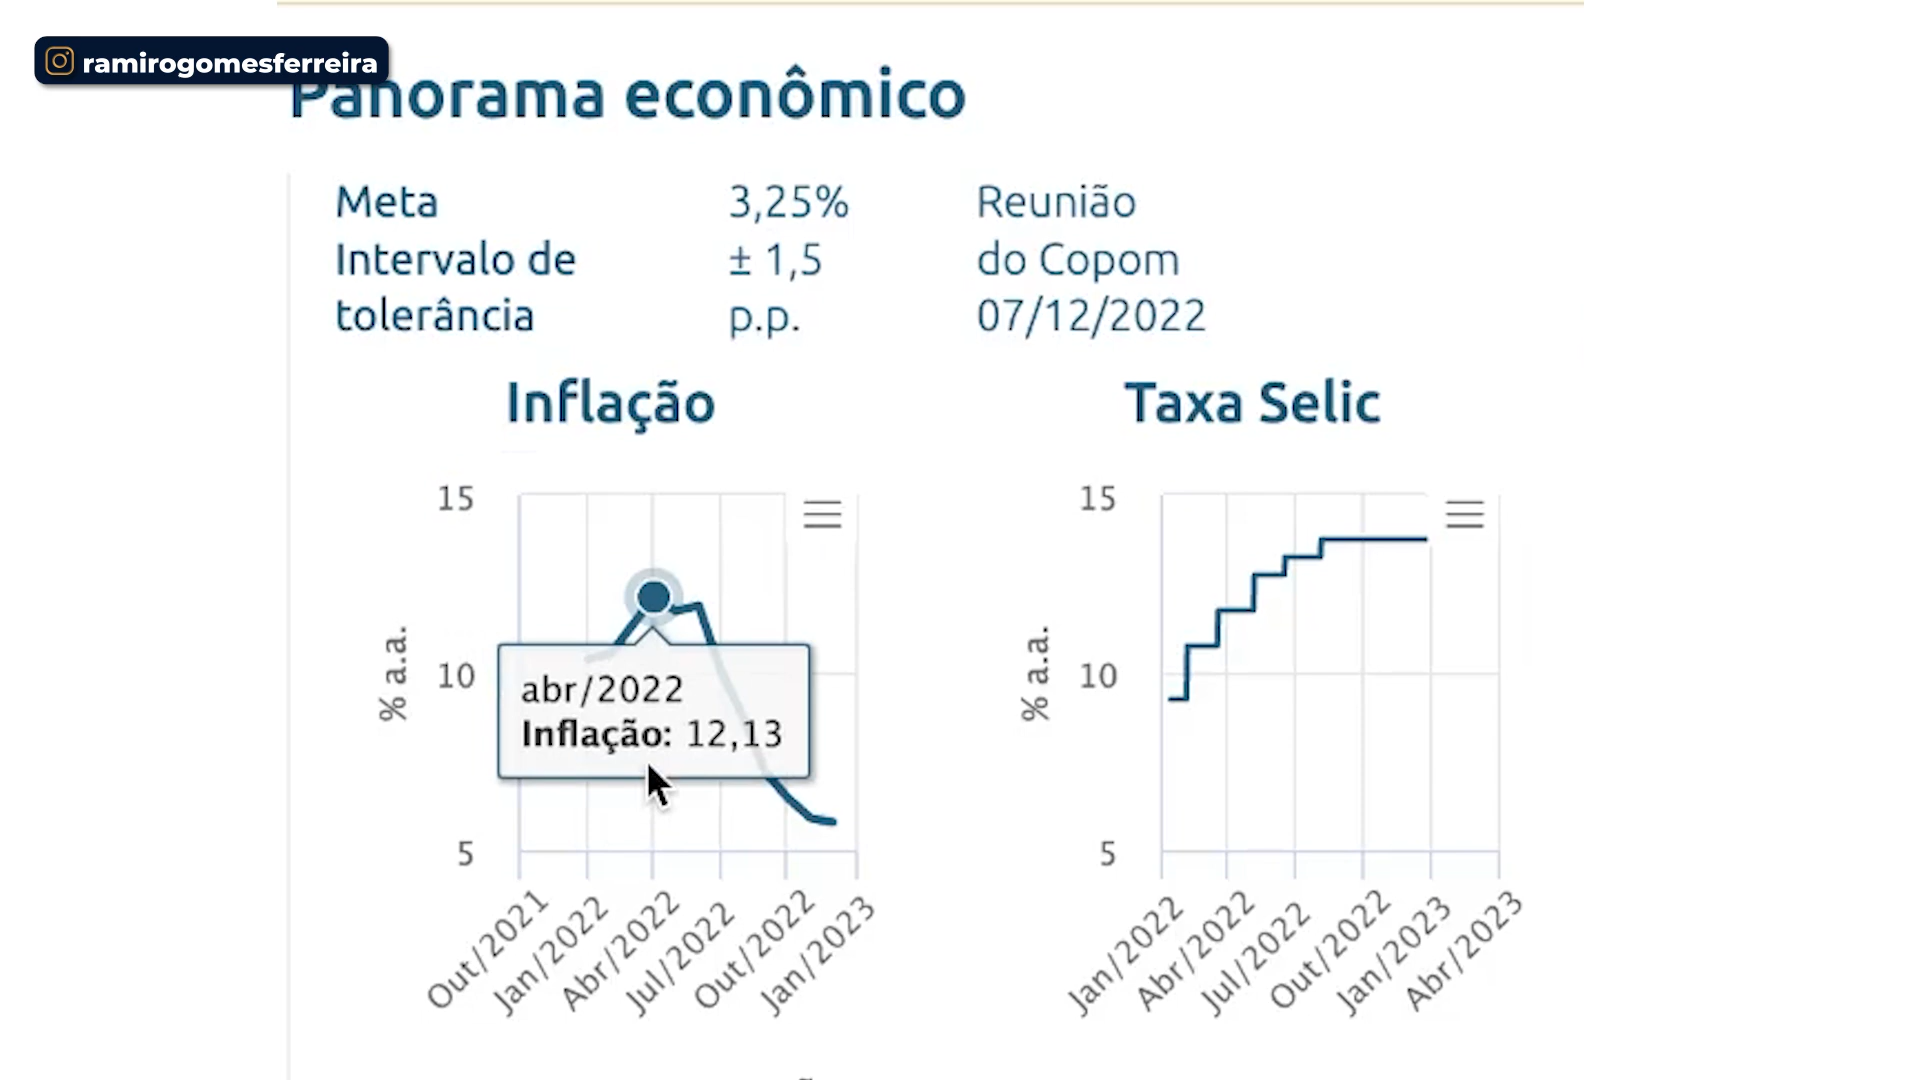 ramirogomesferreira
Panorama econômico
Meta 3,25% Reunião
Intervalo de ± 1,5 do Copom
tolerância p.p. 07/12/2022
Inflação Taxa Selic
15
% a.a.
10
5
abr/2022
Inflação: 12,13
Out/2021
Jan/2022
Abr/2022
Jul/2022
Out/2022
Jan/2023
15
% a.a.
10
5
Jan/2022
Abr/2022
Jul/2022
Out/2022
Jan/2023
Abr/2023